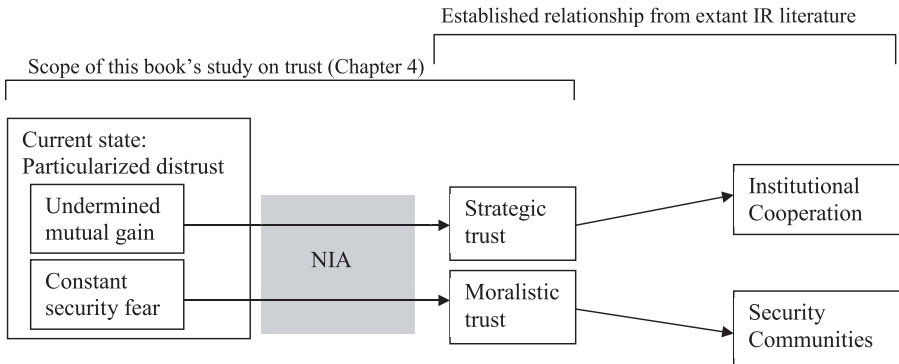 Established relationship from extant IR literature
Scope of this book's study on trust (Chapter 4)
Current state:
Particularized distrust
Undermined
mutual gain
Constant
security fear
NIA
Strategic
trust
Moralistic
trust
Institutional
Cooperation
Security
Communities